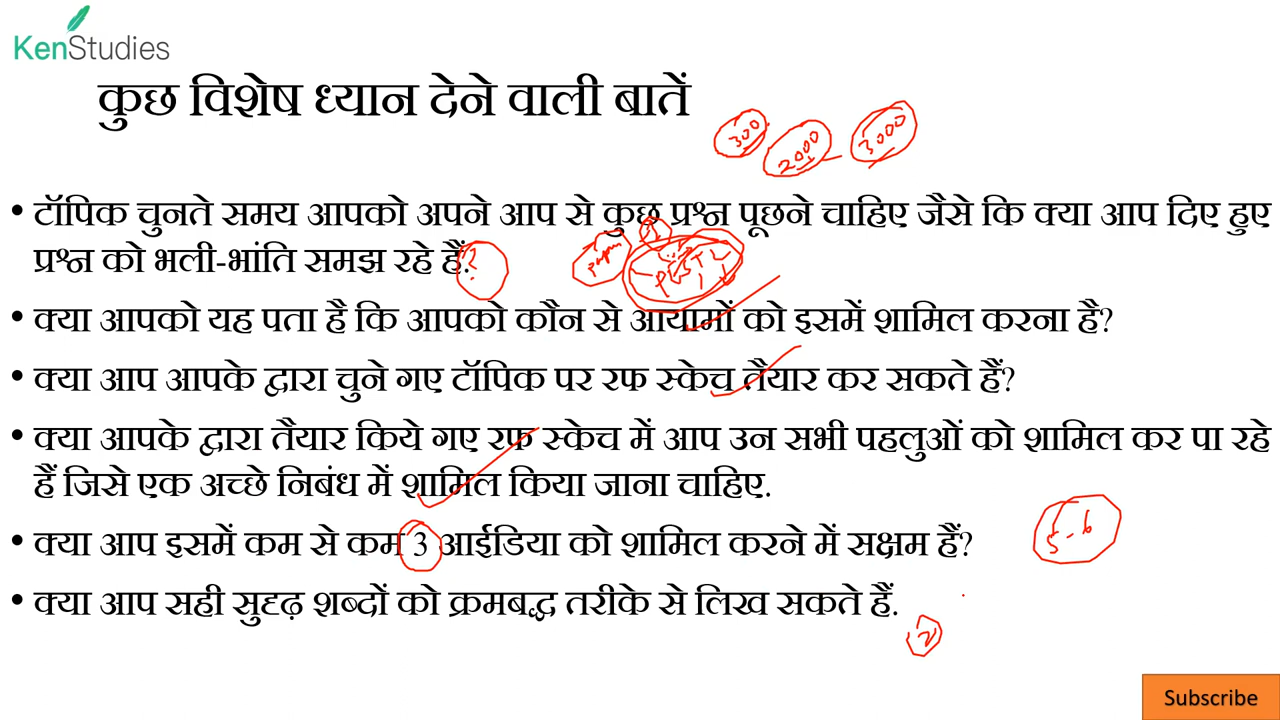 KenStudies
कुछ विशेष ध्यान देने वाली बातें
300 2000 3000
• टॉपिक चुनते समय आपको अपने आप से कुछ प्रश्न पूछने चाहिए जैसे कि क्या आप दिए हुए
प्रश्न को भली-भांति समझ रहे हैं.
• क्या आपको यह पता है कि आपको कौन से आयामों को इसमें शामिल करना है?
• क्या आप आपके द्वारा चुने गए टॉपिक पर रफ स्केच तैयार कर सकते हैं?
• क्या आपके द्वारा तैयार किये गए रफ स्केच में आप उन सभी पहलुओं को शामिल कर पा रहे
हैं जिसे एक अच्छे निबंध में शामिल किया जाना चाहिए.
• क्या इसमें कम से कम 3 आईडिया को शामिल करने में सक्षम हैं?
5-6
• क्या आप सही सुदृढ़ शब्दों को क्रमबद्ध तरीके से लिख सकते हैं.
Subscribe